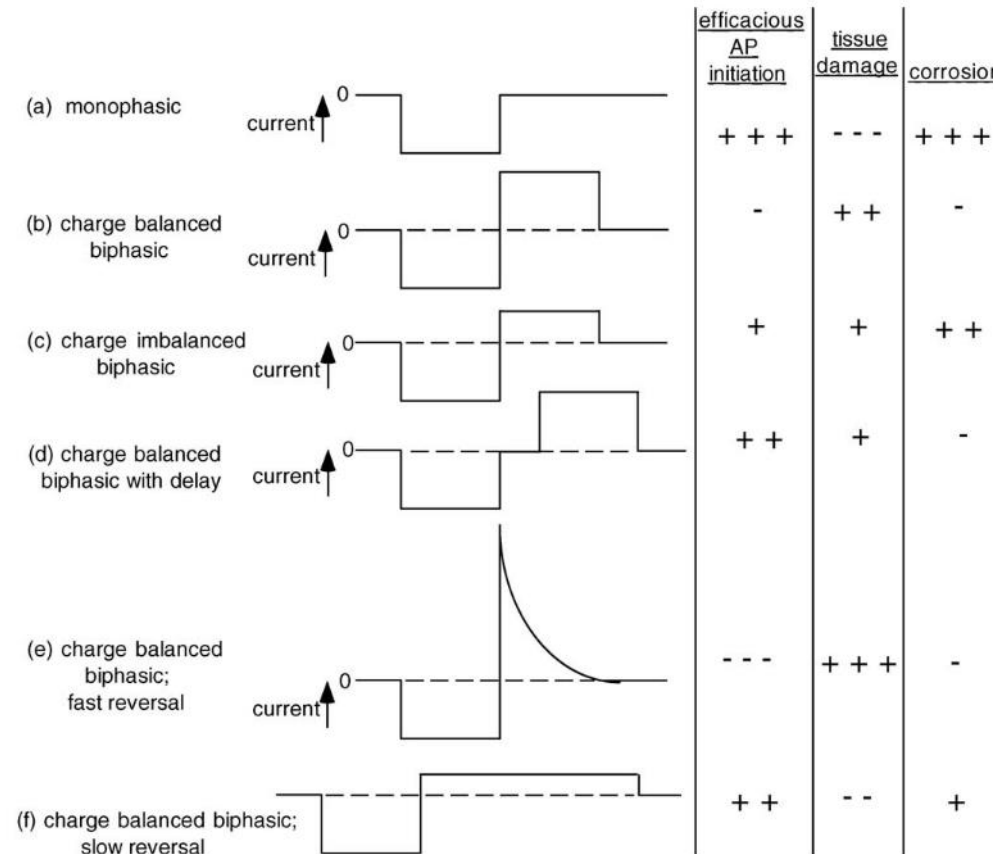 efficacious
AP
initiation
tissue
damage
corrosion
(a) monophasic
0
current
+ + +
- - -
+ + +
(b) charge balanced
biphasic
0
current
-
+ +
-
(c) charge imbalanced
biphasic
0
current
+
+
+ +
(d) charge balanced
biphasic with delay
0
current
+ +
+
-
(e) charge balanced
biphasic;
fast reversal
0
current
- - -
+ + +
-
(f) charge balanced biphasic;
slow reversal
+ +
- -
+